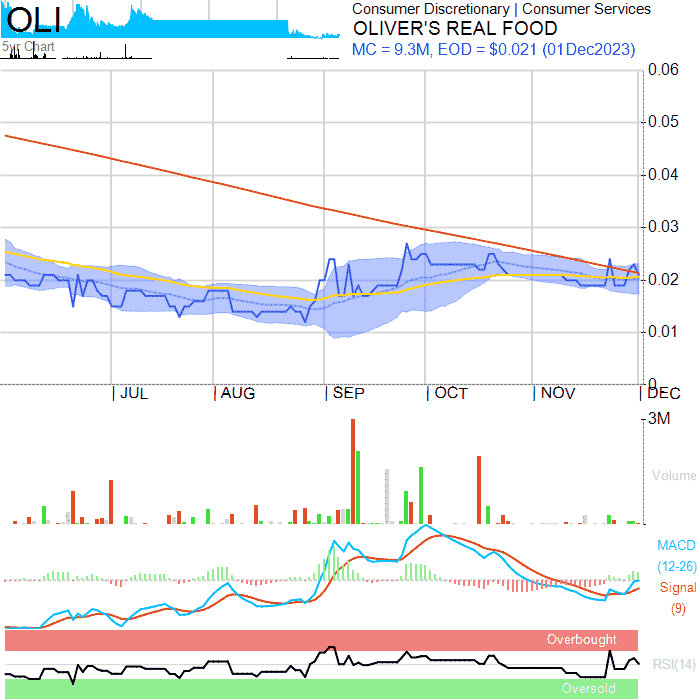 OLI
5yr Chart
Consumer Discretionary | Consumer Services
OLIVER'S REAL FOOD
MC = 9.3M, EOD = $0.021 (01Dec2023)
0.06
0.05
0.04
0.03
0.02
0.01
0
JUL AUG SEP OCT NOV DEC
3M
Volume
MACD
(12-26)
Signal
(9)
Overbought
RSI(14)
Oversold